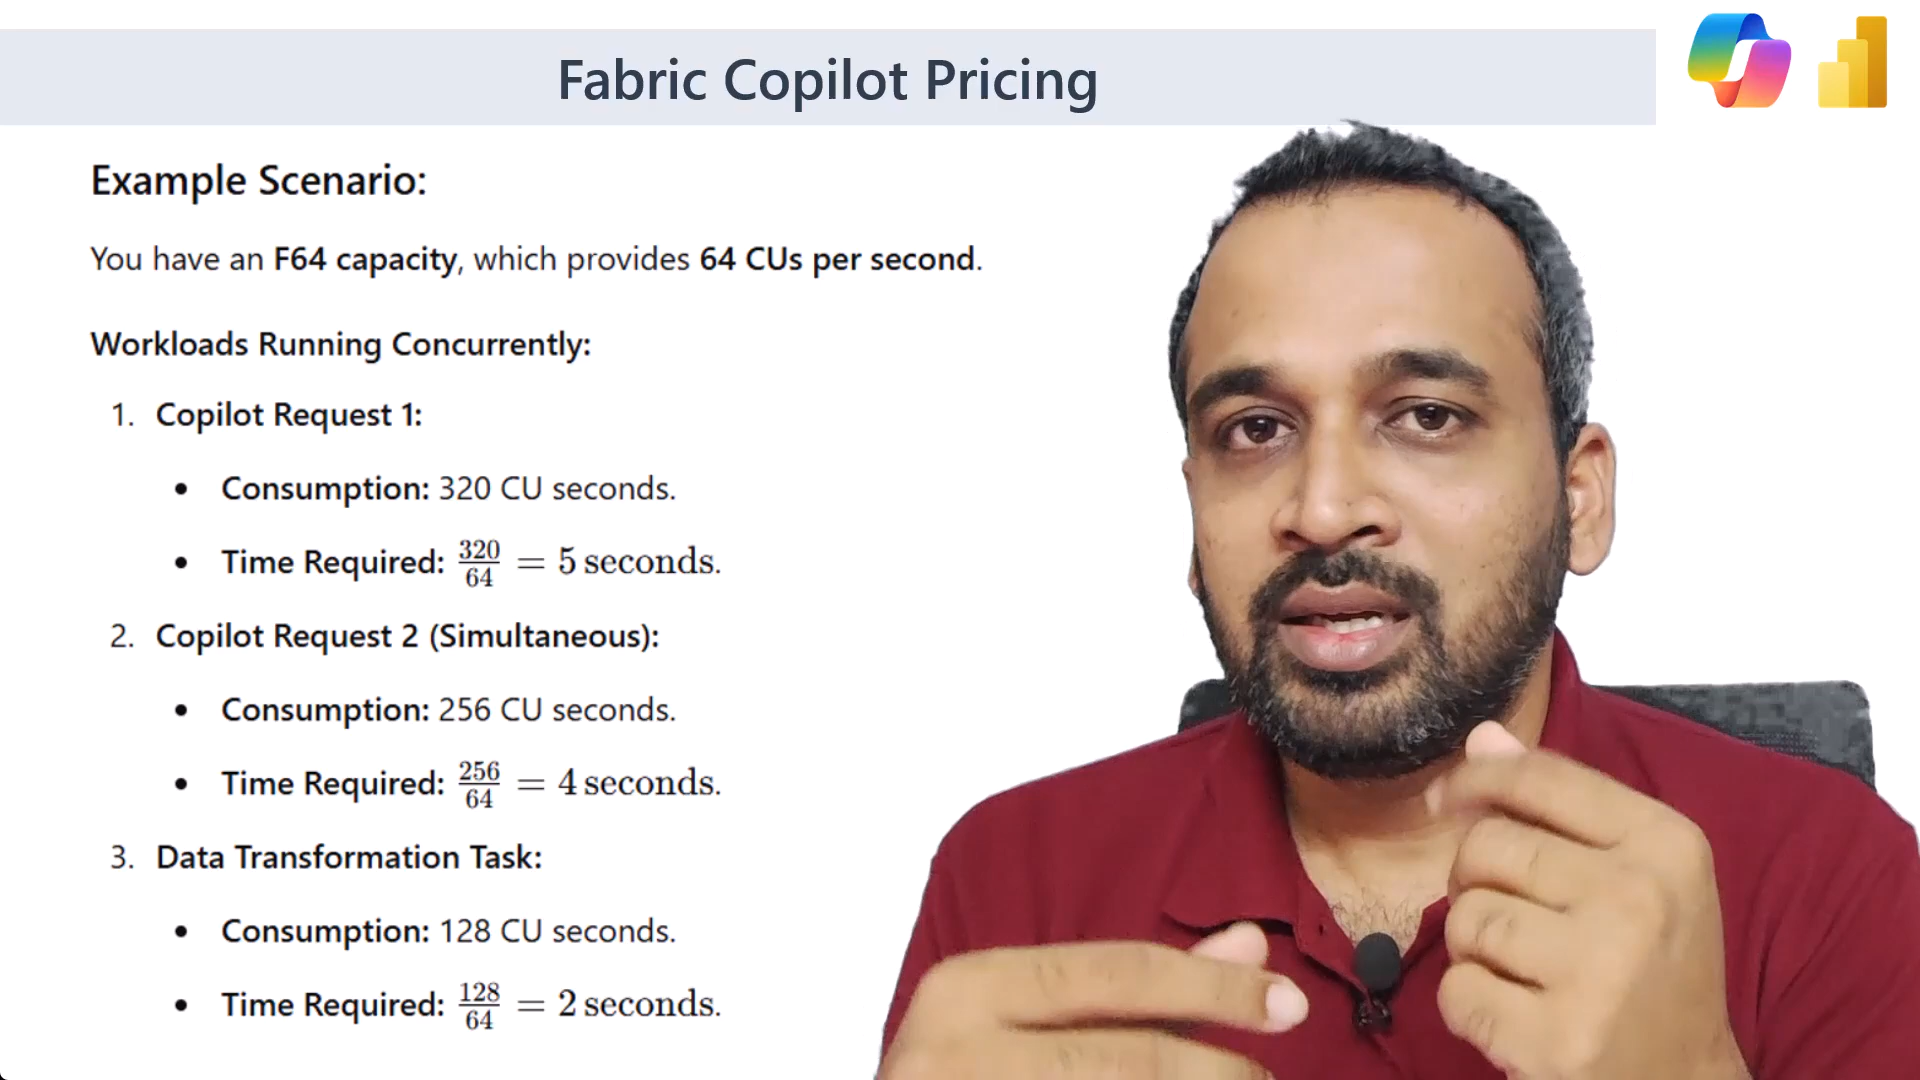 Fabric Copilot Pricing
Example Scenario:
You have an F64 capacity, which provides 64 CUs per second.
Workloads Running Concurrently:
1. Copilot Request 1:
• Consumption: 320 CU seconds.
• Time Required: 320/64 = 5 seconds.
2. Copilot Request 2 (Simultaneous):
• Consumption: 256 CU seconds.
• Time Required: 256/64 = 4 seconds.
3. Data Transformation Task:
• Consumption: 128 CU seconds.
• Time Required: 128/64 = 2 seconds.